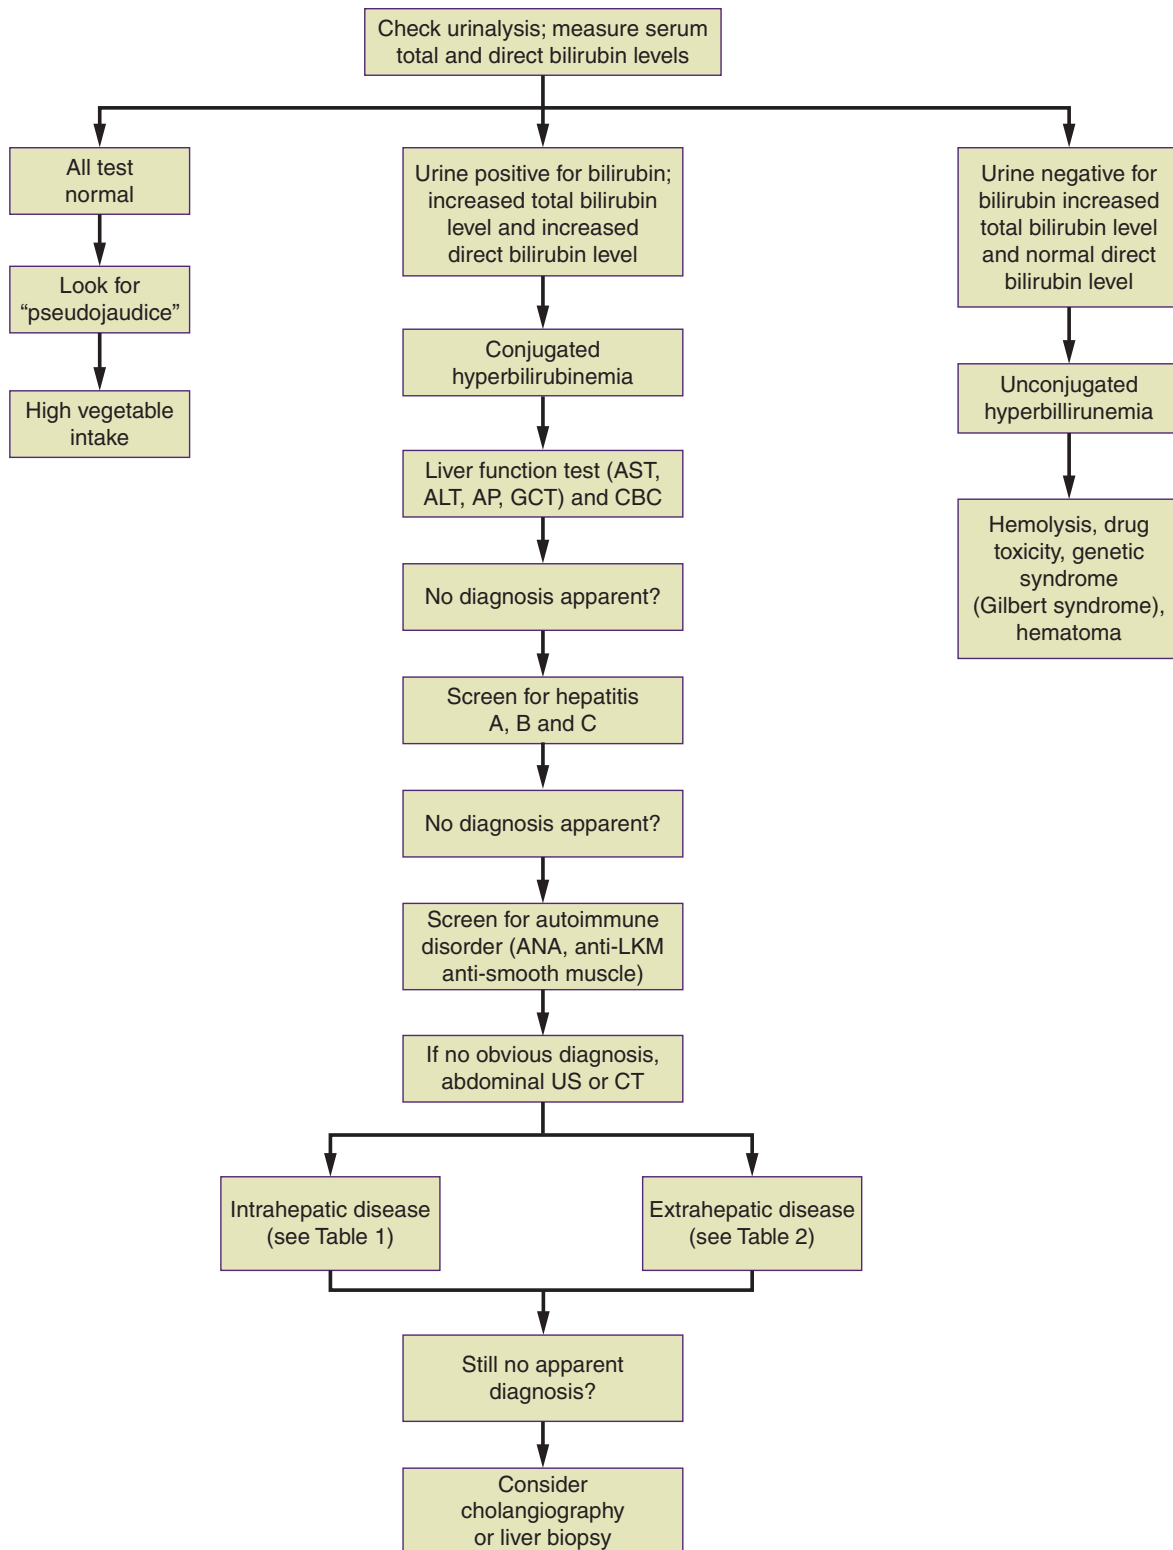 Check urinalysis; measure serum
total and direct bilirubin levels
All test
normal
Look for
“pseudojaudice”
High vegetable
intake
Urine positive for bilirubin;
increased total bilirubin
level and increased
direct bilirubin level
Conjugated
hyperbilirubinemia
Liver function test (AST,
ALT, AP, GCT) and CBC
No diagnosis apparent?
Screen for hepatitis
A, B and C
No diagnosis apparent?
Screen for autoimmune
disorder (ANA, anti-LKM
anti-smooth muscle)
If no obvious diagnosis,
abdominal US or CT
Intrahepatic disease
(see Table 1)
Extrahepatic disease
(see Table 2)
Still no apparent
diagnosis?
Consider
cholangiography
or liver biopsy
Urine negative for
bilirubin increased
total bilirubin level
and normal direct
bilirubin level
Unconjugated
hyperbillirunemia
Hemolysis, drug
toxicity, genetic
syndrome
(Gilbert syndrome),
hematoma